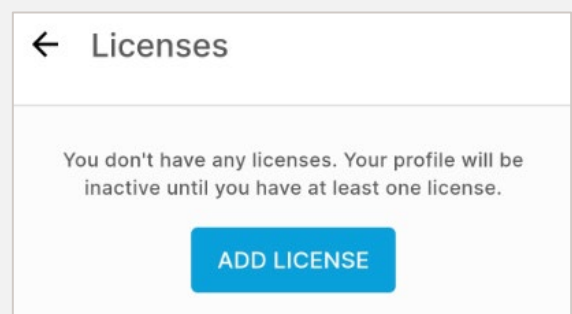 Licenses
You don't have any licenses. Your profile will be
inactive until you have at least one license.
ADD LICENSE